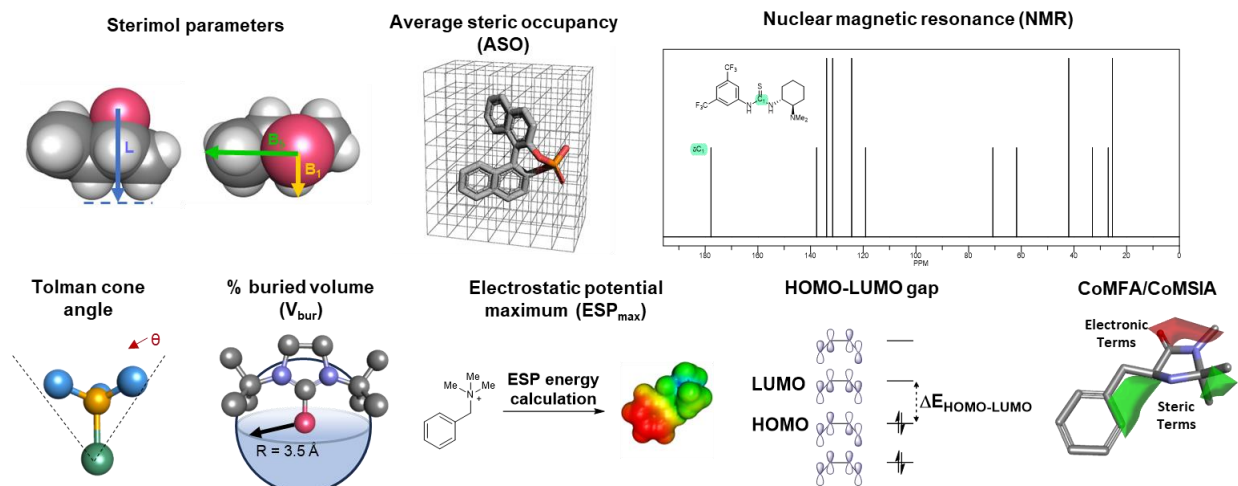 Sterimol parameters
L
B₅
B₁
Average steric occupancy
(ASO)
Nuclear magnetic resonance (NMR)
CF₃
F₃C
S
C₁
N
H
N
H
NMe₂
δC₁
180
160
140
120
100
80
60
40
20
0
PPM
Tolman cone
angle
θ
% buried volume
(Vbur)
R = 3.5 Å
Electrostatic potential
maximum (ESPmax)
Me
Me
N
+
Me
ESP energy
calculation
HOMO-LUMO gap
LUMO
HOMO
ΔEHOMO-LUMO
CoMFA/CoMSIA
Electronic
Terms
Steric
Terms